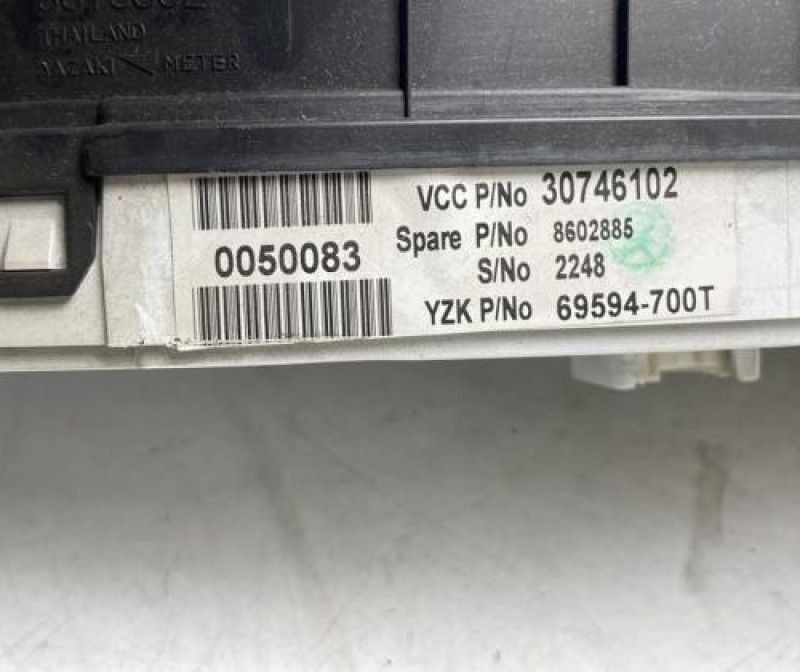 THAILAND
YAZAKI METER
VCC P/No 30746102
0050083
Spare P/No 8602885
S/No 2248
YZK P/No 69594-700T